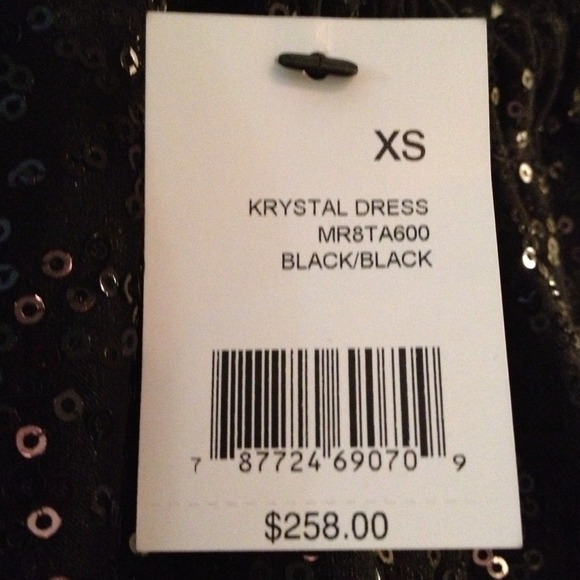 XS
KRYSTAL DRESS
MR8TA600
BLACK/BLACK
7 87724 69070 9
$258.00